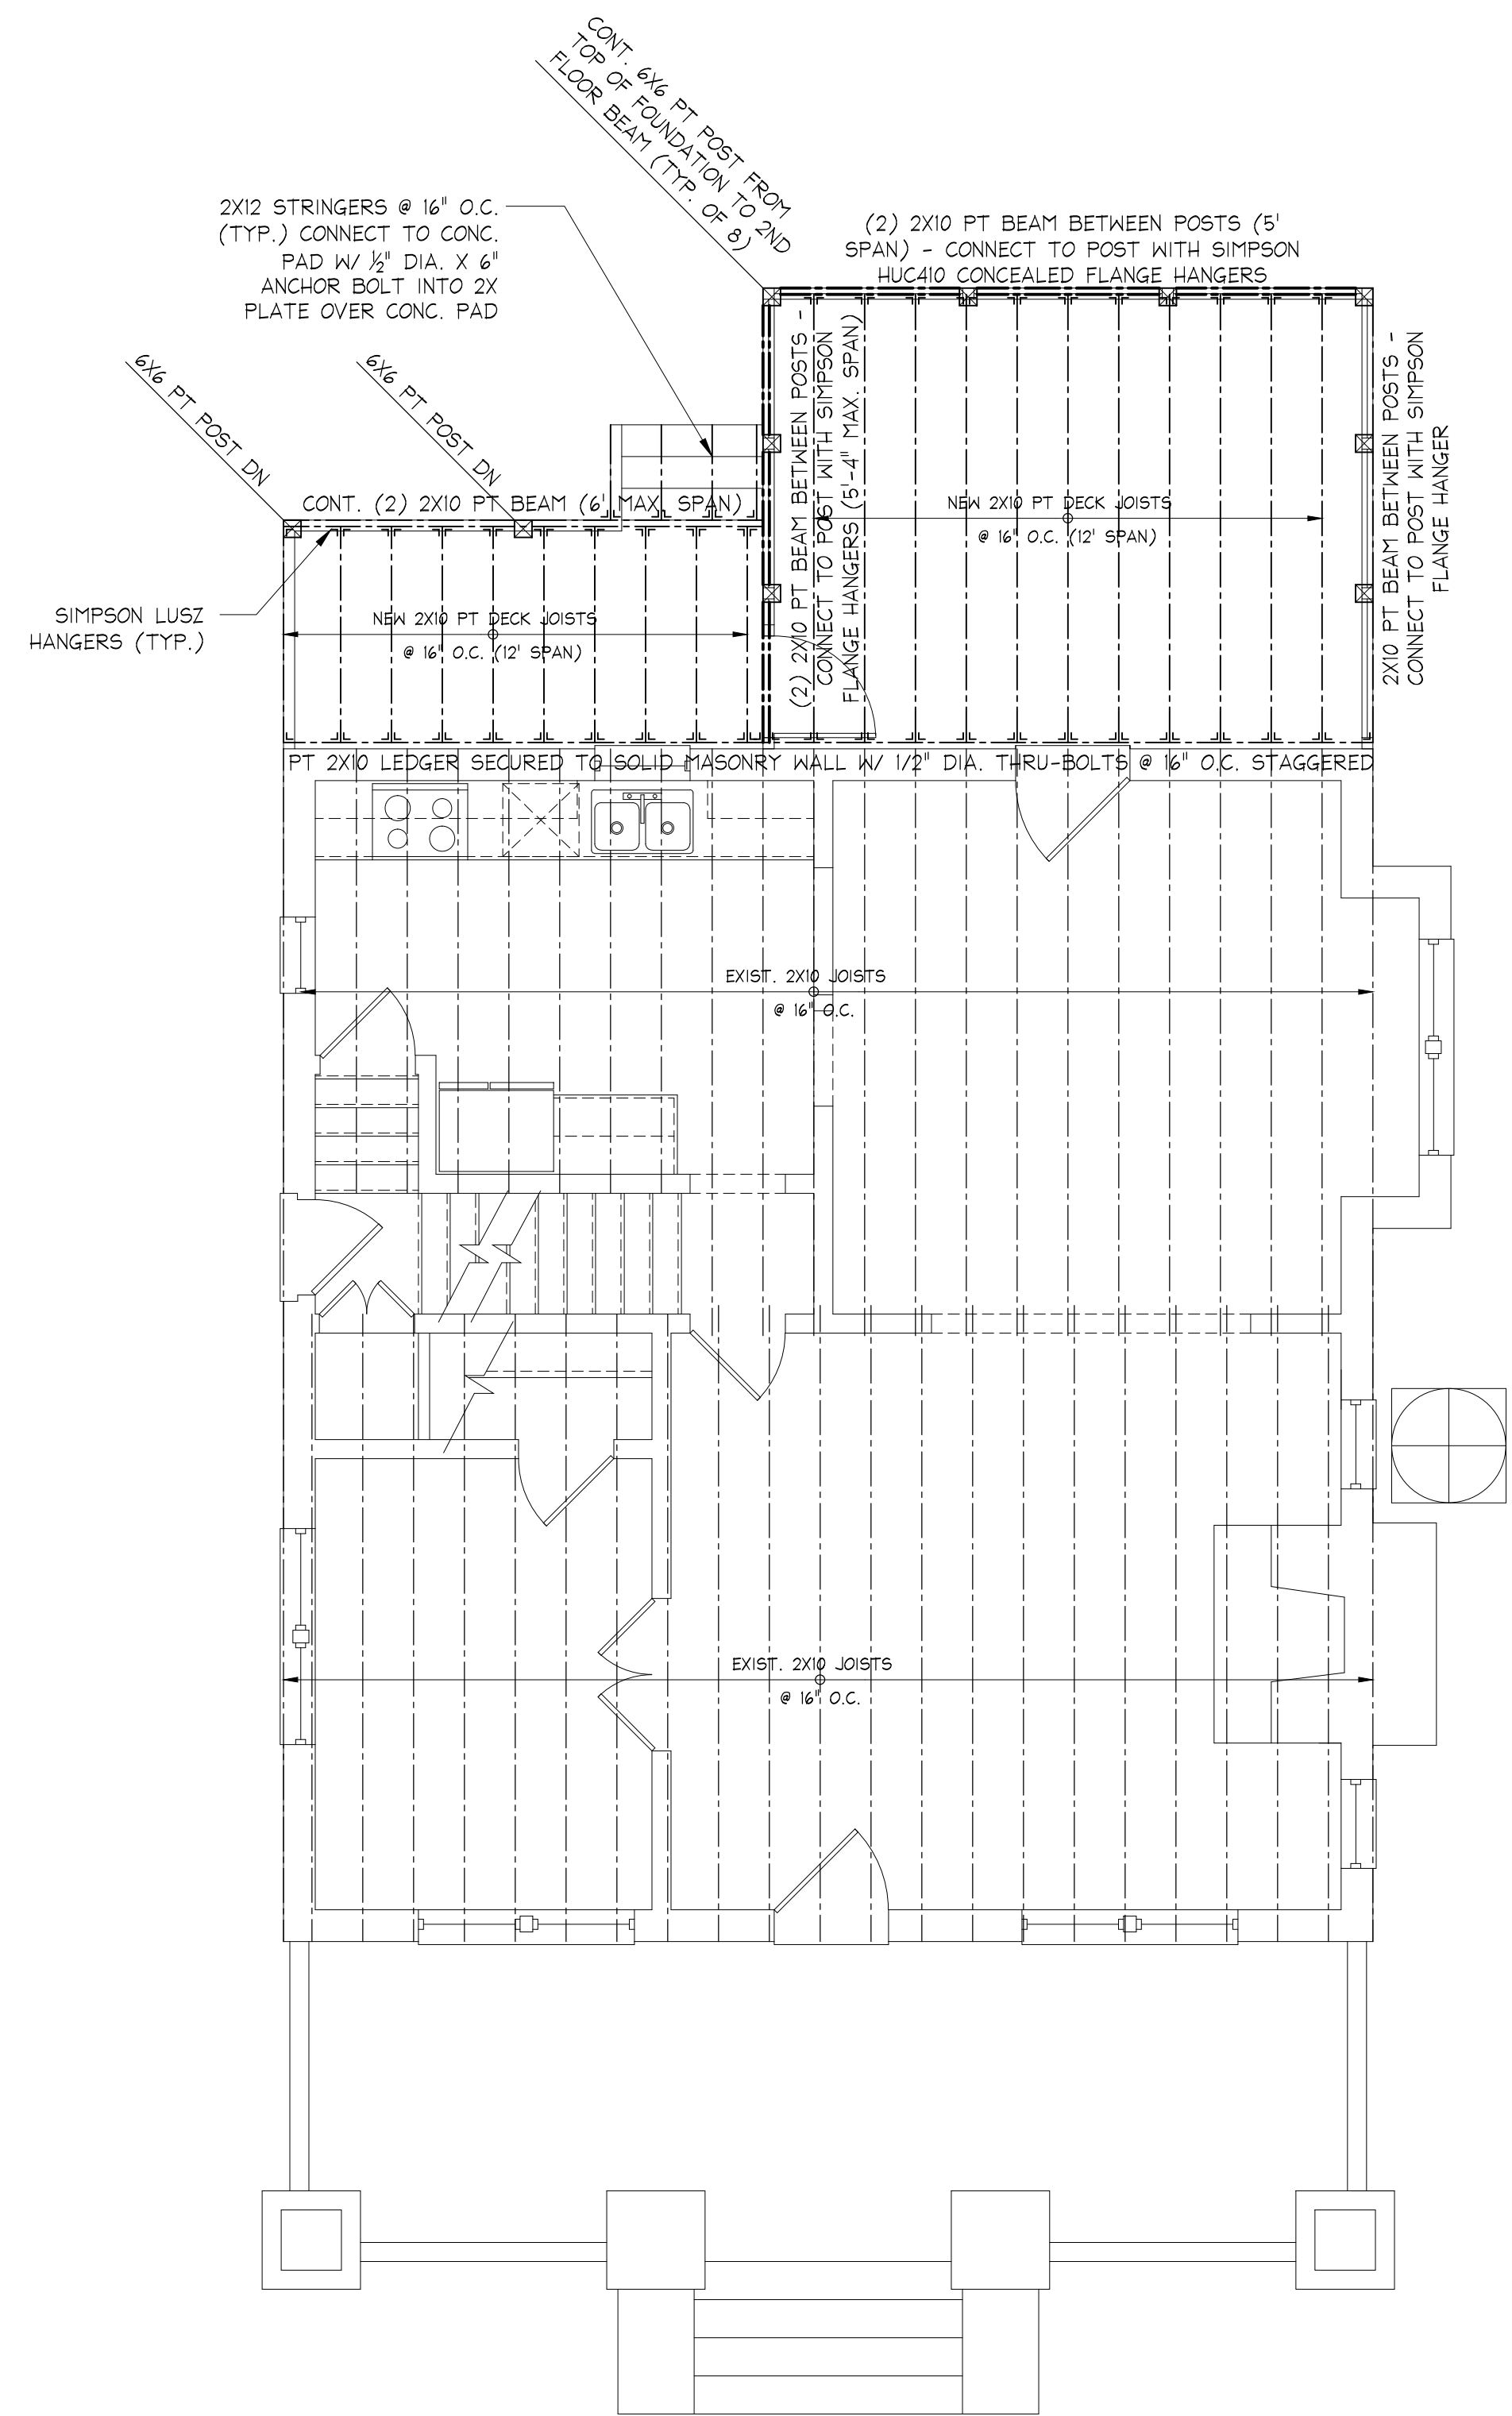 CONT. 6X6 PT POST FROM
TOP OF FOUNDATION TO 2ND
FLOOR BEAM (TYP. OF 8)
2X12 STRINGERS @ 16" O.C.
(TYP.) CONNECT TO CONC.
PAD W/ ½" DIA. X 6"
ANCHOR BOLT INTO 2X
PLATE OVER CONC. PAD
(2) 2X10 PT BEAM BETWEEN POSTS (5'
SPAN) - CONNECT TO POST WITH SIMPSON
HUC410 CONCEALED FLANGE HANGERS
6X6 PT POST DN
6X6 PT POST DN
CONT. (2) 2X10 PT BEAM (6' MAX. SPAN)
(2) 2X10 PT BEAM BETWEEN POSTS -
CONNECT TO POST WITH SIMPSON
FLANGE HANGERS (5'-4" MAX. SPAN)
NEW 2X10 PT DECK JOISTS
@ 16" O.C. (12' SPAN)
2X10 PT BEAM BETWEEN POSTS -
CONNECT TO POST WITH SIMPSON
FLANGE HANGER
SIMPSON LUSZ
HANGERS (TYP.)
NEW 2X10 PT DECK JOISTS
@ 16" O.C. (12' SPAN)
PT 2X10 LEDGER SECURED TO SOLID MASONRY WALL W/ 1/2" DIA. THRU-BOLTS @ 16" O.C. STAGGERED
EXIST. 2X10 JOISTS
@ 16" O.C.
EXIST. 2X10 JOISTS
@ 16" O.C.